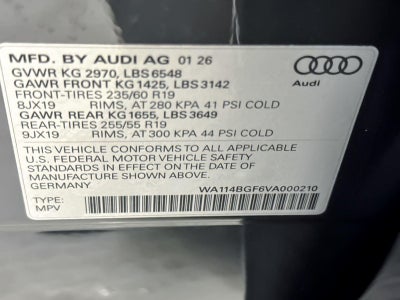 MFD. BY AUDI AG 01 26
GVWR KG 2970, LBS 6548
GAWR FRONT KG 1425, LBS 3142
FRONT-TIRES 235/60 R19
8JX19 RIMS, AT 280 KPA 41 PSI COLD
GAWR REAR KG 1655, LBS 3649
REAR-TIRES 255/55 R19
9JX19 RIMS, AT 300 KPA 44 PSI COLD
THIS VEHICLE CONFORMS TO ALL APPLICABLE
U.S. FEDERAL MOTOR VEHICLE SAFETY
STANDARDS IN EFFECT ON THE DATE OF
MANUFACTURE SHOWN ABOVE.
GERMANY
WA114BGF6VA000210
TYPE:
MPV
Audi